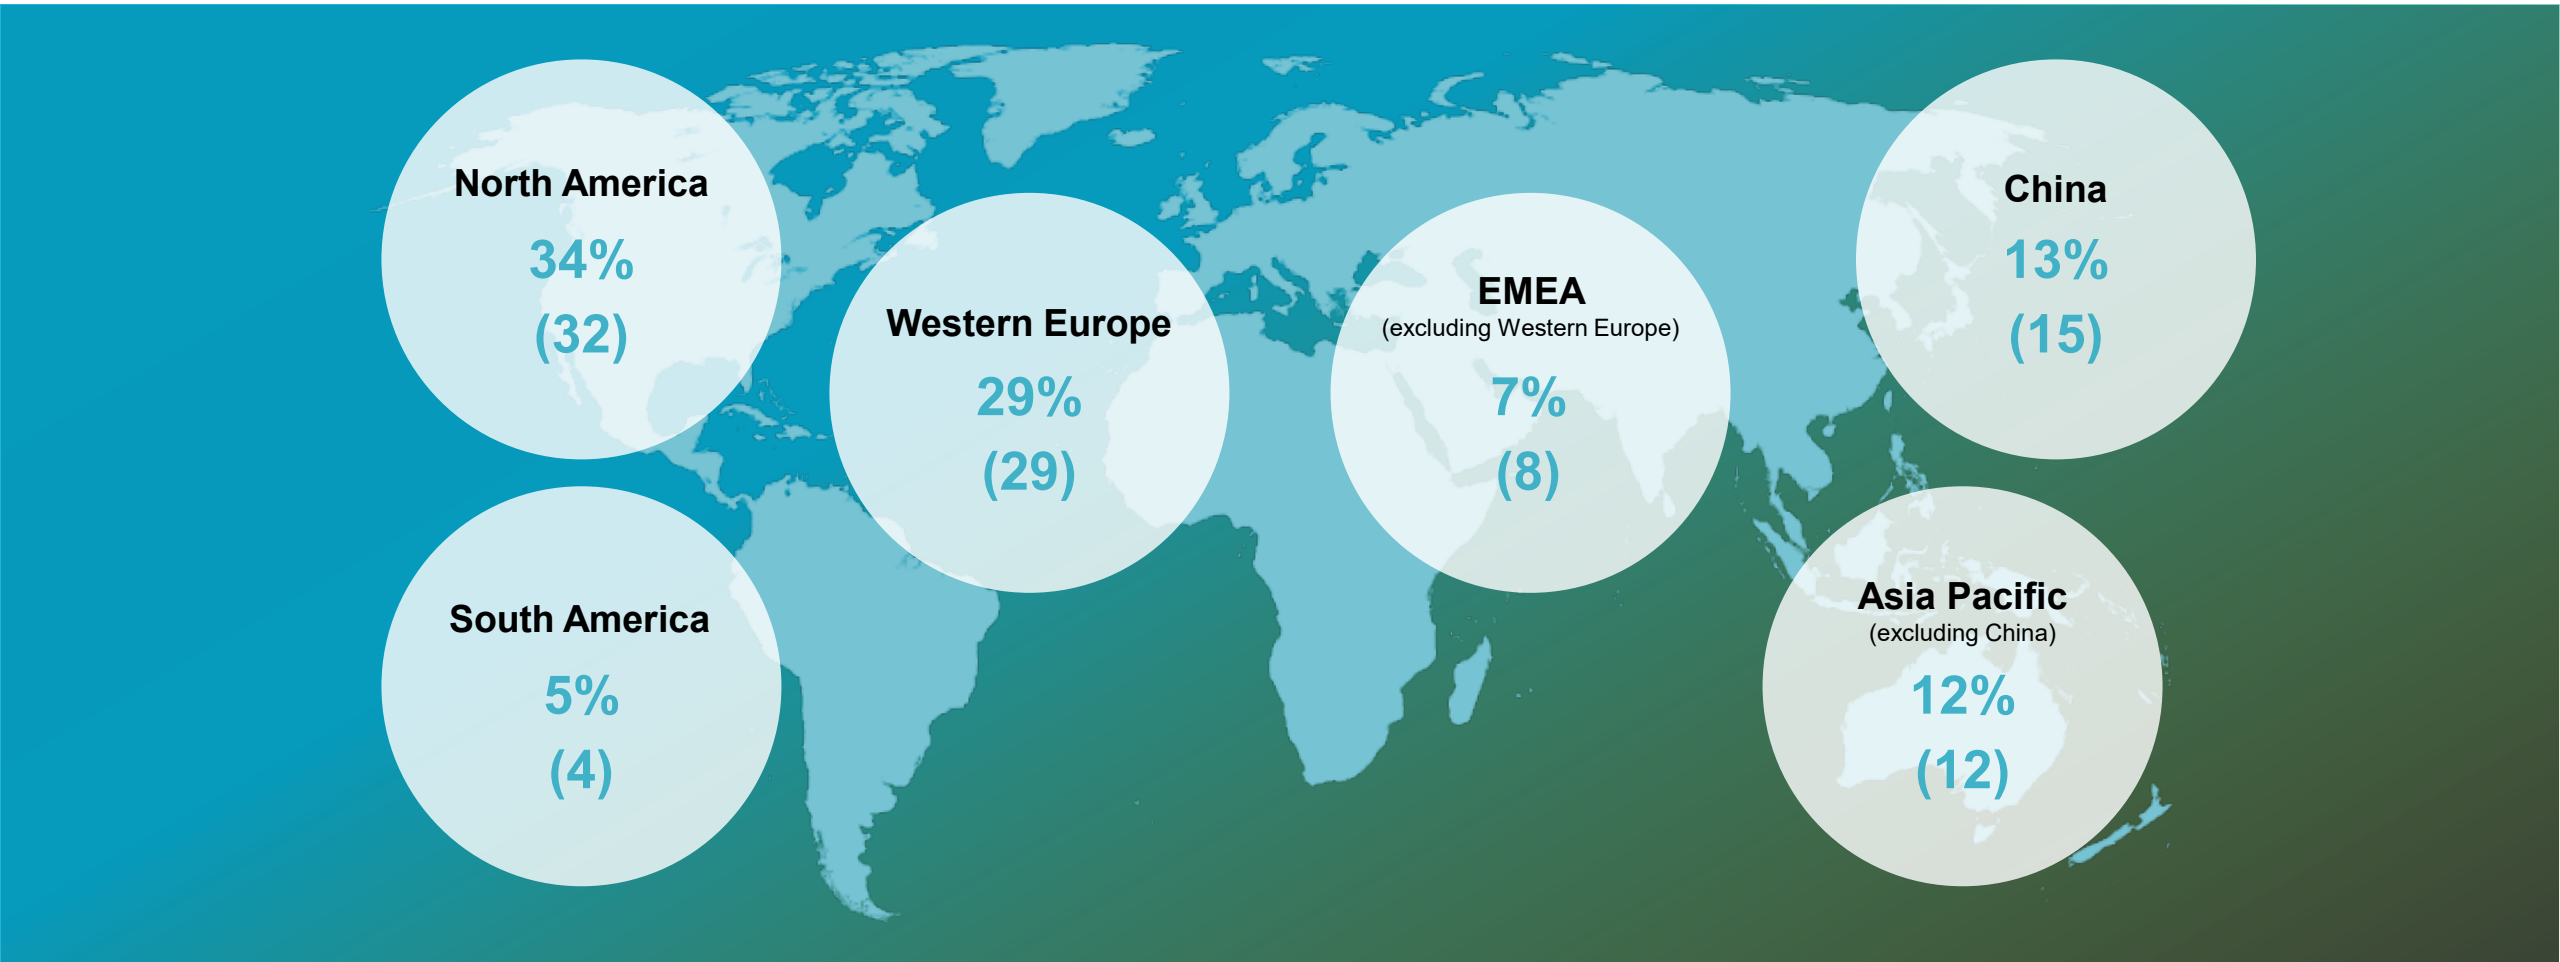 North America
34%
(32)
South America
5%
(4)
Western Europe
29%
(29)
EMEA
(excluding Western Europe)
7%
(8)
China
13%
(15)
Asia Pacific
(excluding China)
12%
(12)